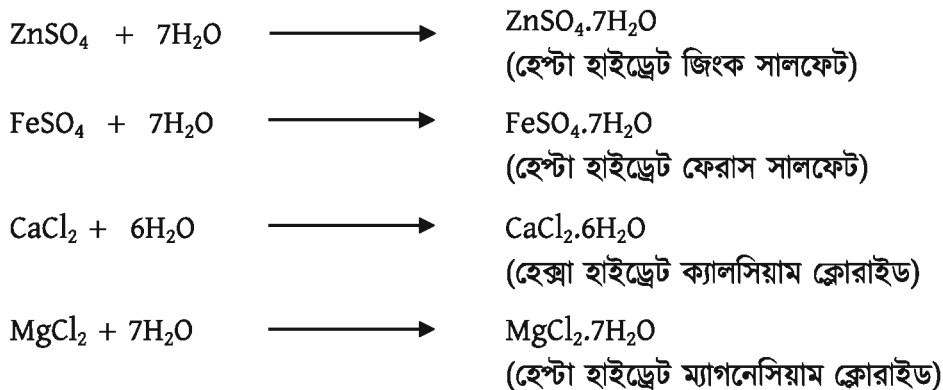 ZnSO₄ + 7H₂O ⟶ ZnSO₄.7H₂O
(হেপ্টা হাইড্রেট জিংক সালফেট)
FeSO₄ + 7H₂O ⟶ FeSO₄.7H₂O
(হেপ্টা হাইড্রেট ফেরাস সালফেট)
CaCl₂ + 6H₂O ⟶ CaCl₂.6H₂O
(হেক্সা হাইড্রেট ক্যালসিয়াম ক্লোরাইড)
MgCl₂ + 7H₂O ⟶ MgCl₂.7H₂O
(হেপ্টা হাইড্রেট ম্যাগনেসিয়াম ক্লোরাইড)